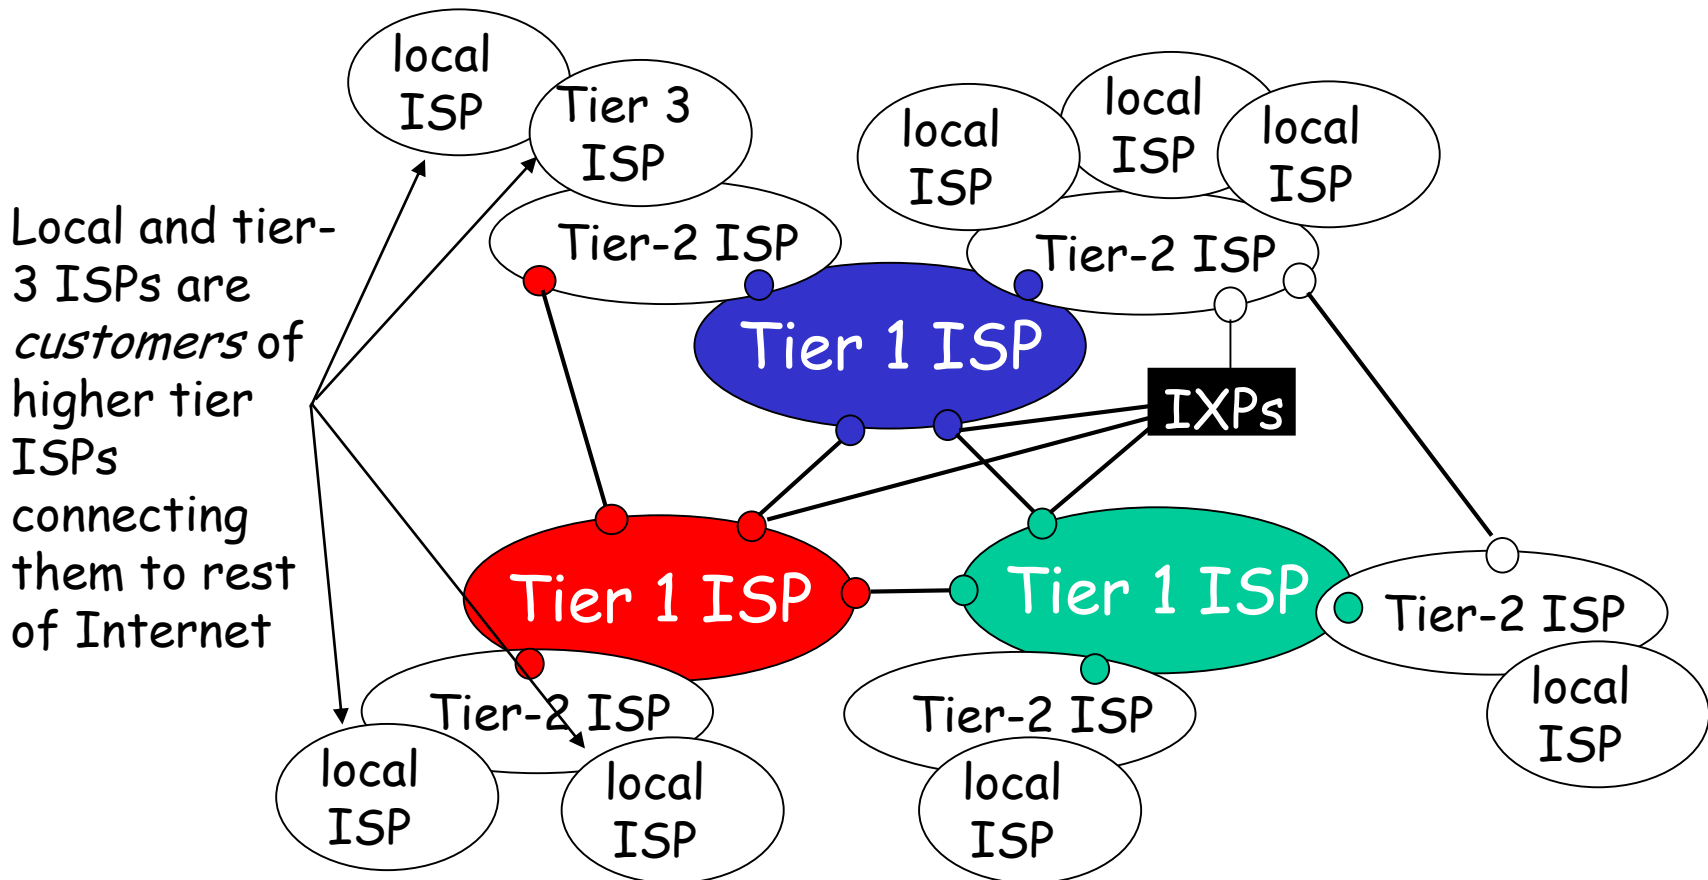 local
ISP
Tier 3
ISP
local
ISP
local
ISP
local
ISP
Local and tier-
3 ISPs are
customers of
higher tier
ISPs
connecting
them to rest
of Internet
Tier-2 ISP
Tier-2 ISP
Tier 1 ISP
IXPs
Tier 1 ISP
Tier 1 ISP
Tier-2 ISP
Tier-2 ISP
Tier-2 ISP
local
ISP
local
ISP
local
ISP
local
ISP